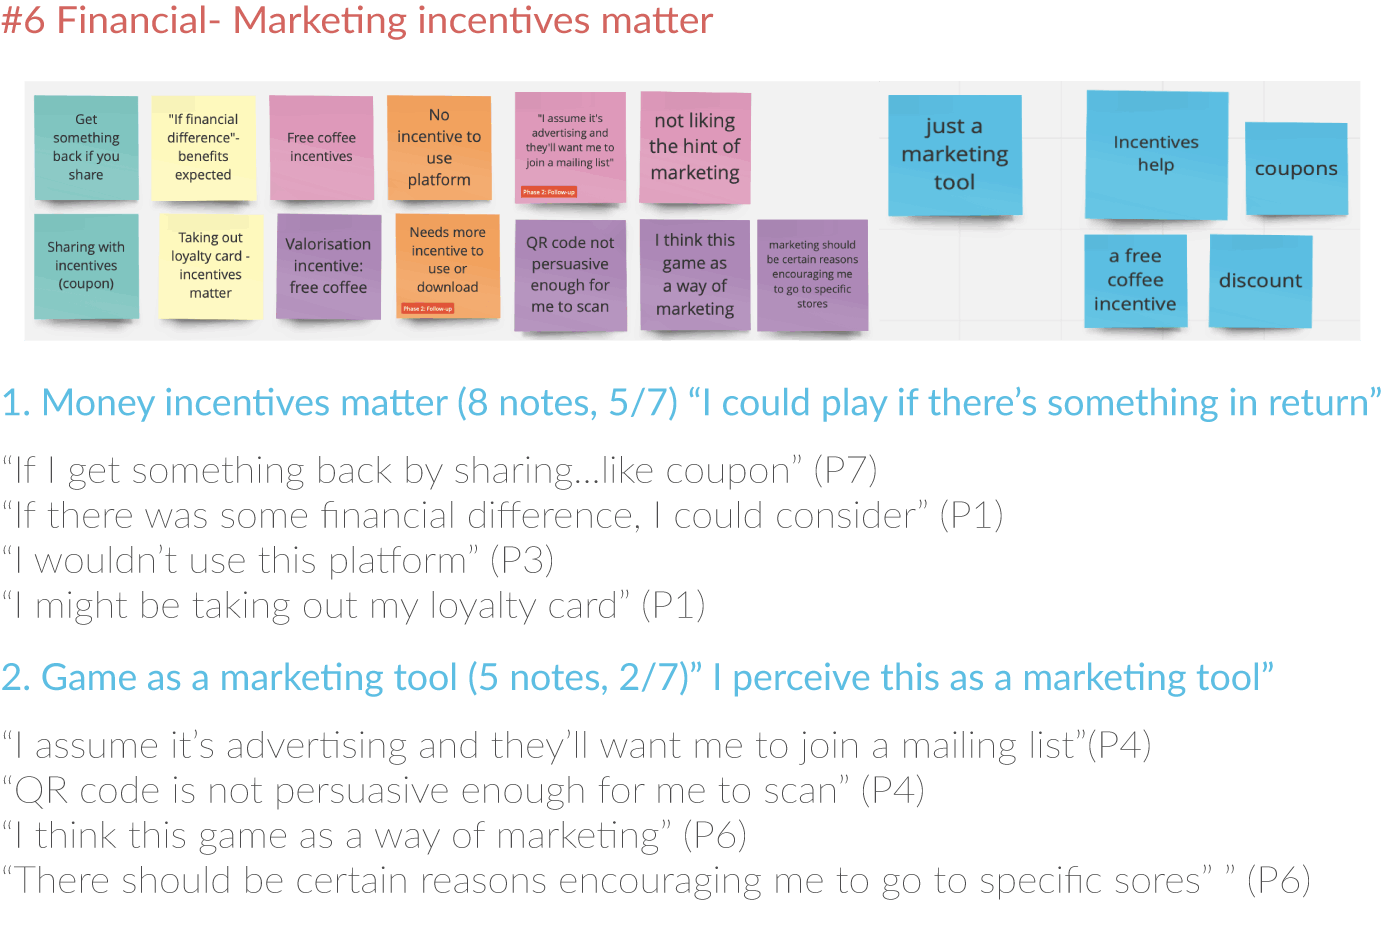 #6 Financial- Marketing incentives matter
Get
something
back if you
share
"If financial
difference"-
benefits
expected
Free coffee
incentives
No
incentive to
use
platform
"I assume it's
advertising and
they'll want me to
join a mailing list"
Phase 2: Follow-up
not liking
the hint of
marketing
just a
marketing
tool
Incentives
help
coupons
Sharing with
incentives
(coupon)
Taking out
loyalty card -
incentives
matter
Valorisation
incentive:
free coffee
Needs more
incentive to
use or
download
Phase 2: Follow-up
QR code not
persuasive
enough for
me to scan
I think this
game as
a way of
marketing
marketing should
be certain reasons
encouraging me
to go to specific
stores
a free
coffee
incentive
discount
1. Money incentives matter (8 notes, 5/7) “I could play if there’s something in return”
“If I get something back by sharing...like coupon” (P7)
“If there was some financial difference, I could consider” (P1)
“I wouldn’t use this platform” (P3)
“I might be taking out my loyalty card” (P1)
2. Game as a marketing tool (5 notes, 2/7)” I perceive this as a marketing tool”
“I assume it’s advertising and they’ll want me to join a mailing list”(P4)
“QR code is not persuasive enough for me to scan” (P4)
“I think this game as a way of marketing” (P6)
“There should be certain reasons encouraging me to go to specific sores” ” (P6)